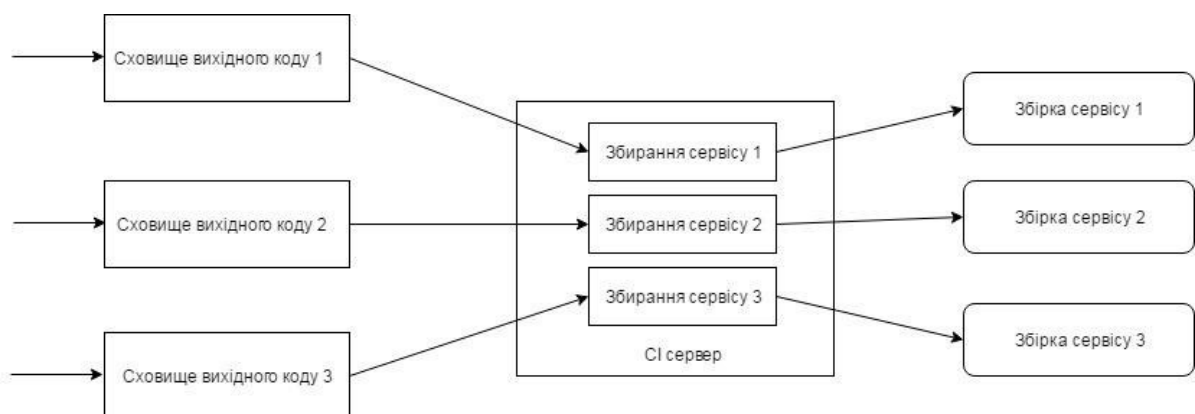 Сховище вихідного коду 1
Збірка сервісу 1
Збирання сервісу 1
Сховище вихідного коду 2
Збирання сервісу 2
Збірка сервісу 2
Збирання сервісу 3
Збірка сервісу 3
CI сервер
Сховище вихідного коду 3